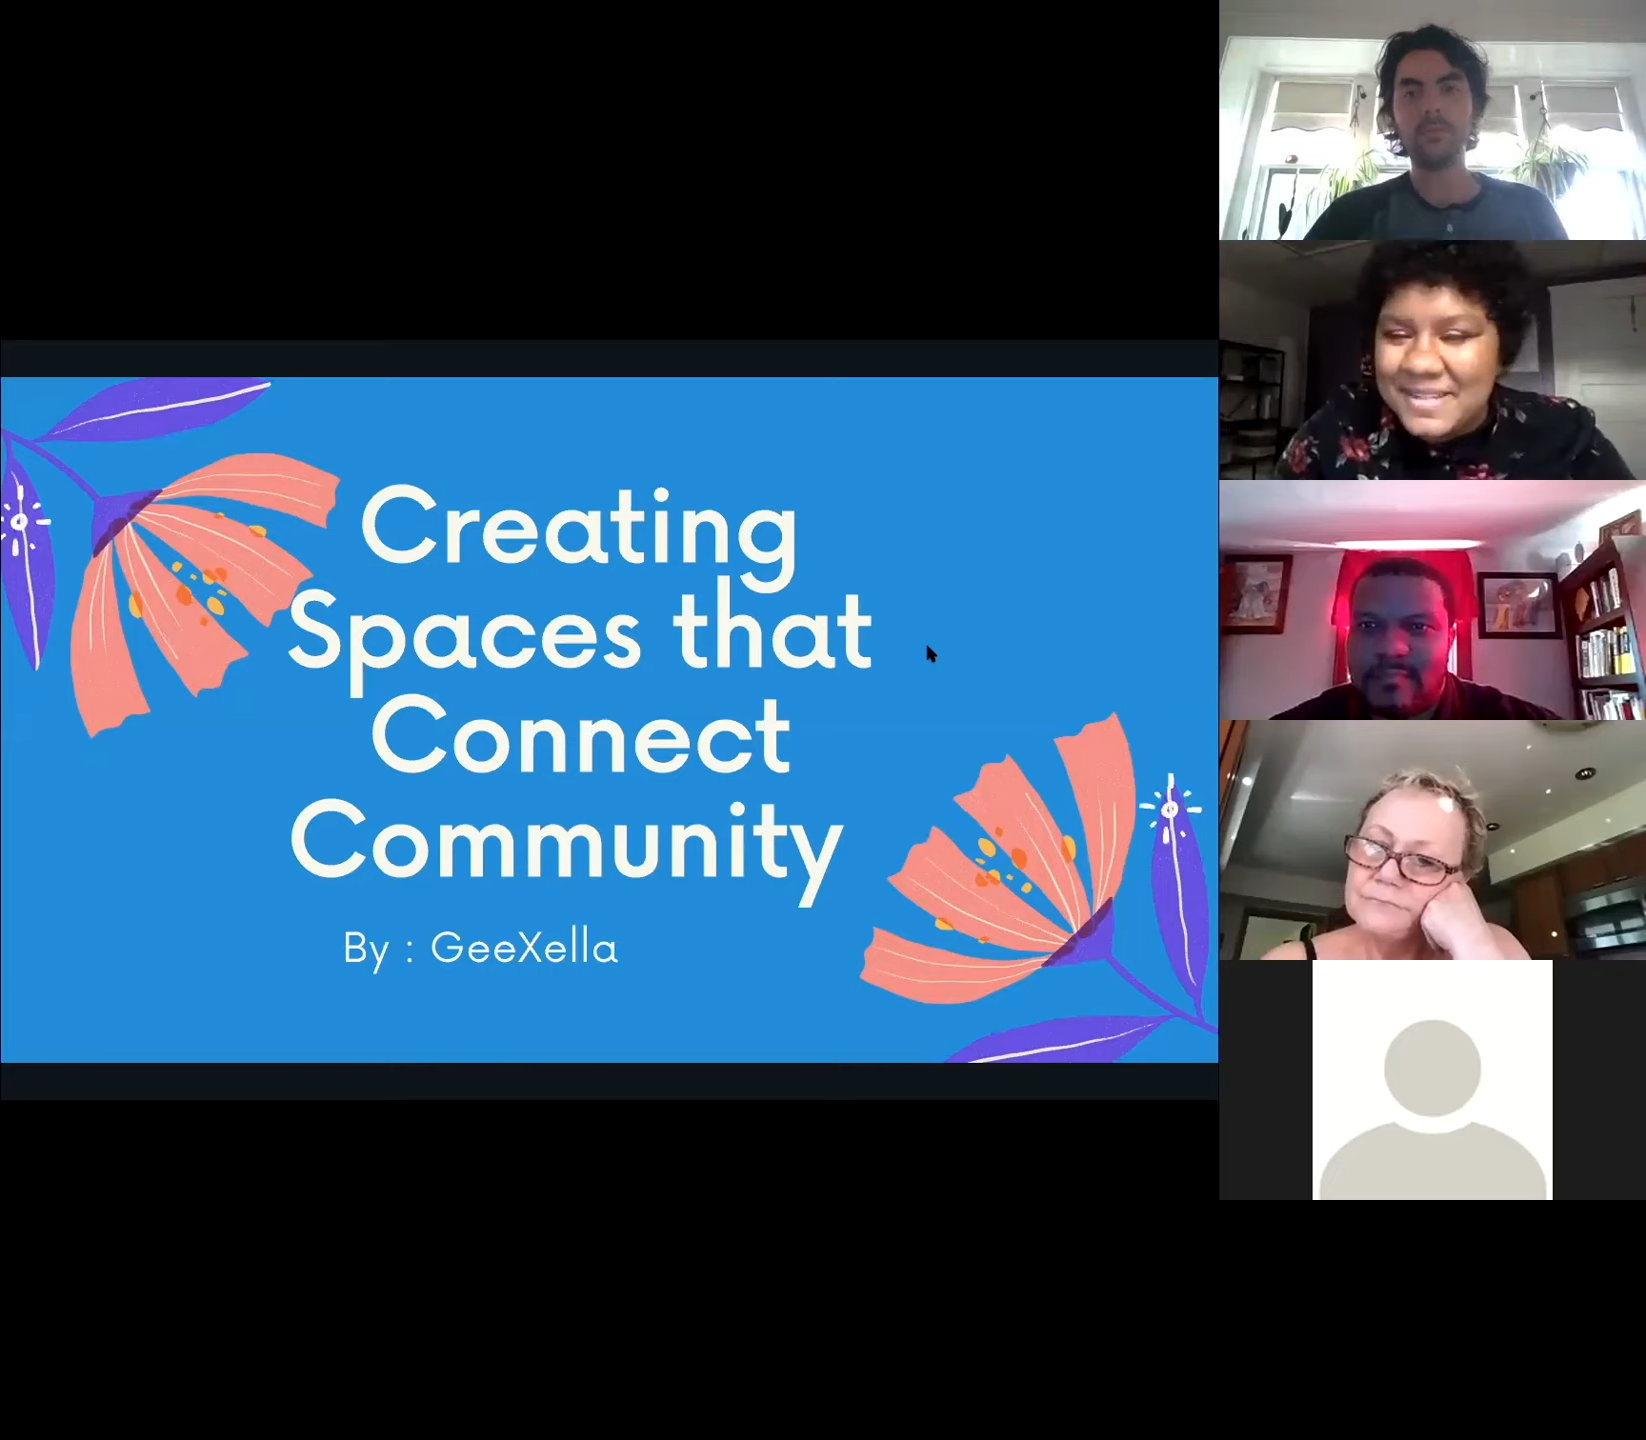 Creating
Spaces that
Connect
Community
By : GeeXella